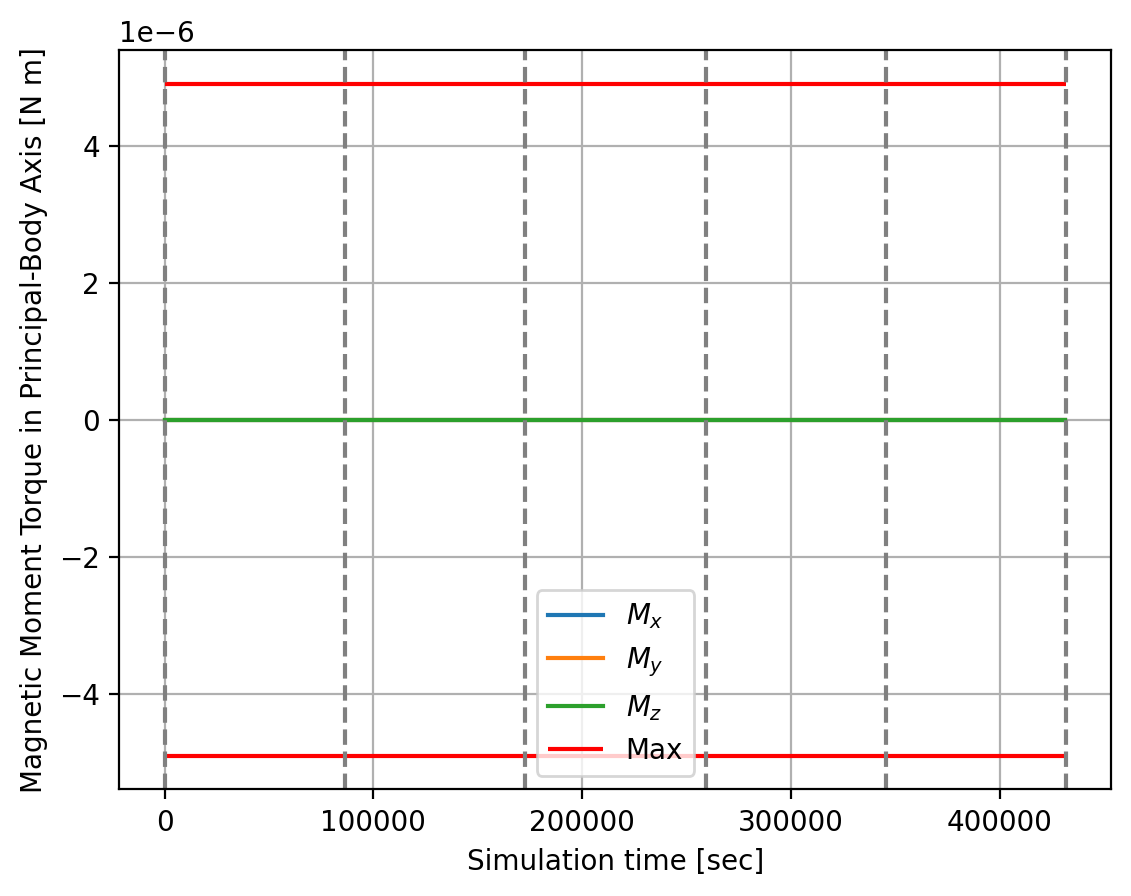 1e−6
Magnetic Moment Torque in Principal-Body Axis [N m]
4
2
0
−2
−4
M_x
M_y
M_z
Max
0 100000 200000 300000 400000
Simulation time [sec]